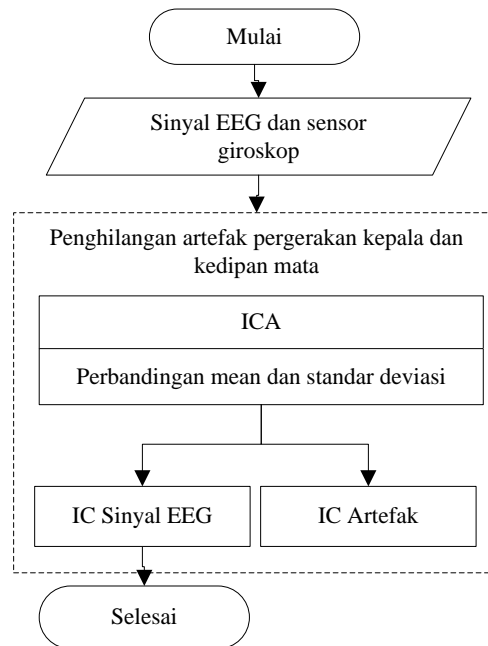 Mulai
Sinyal EEG dan sensor
giroskop
Penghilangan artefak pergerakan kepala dan
kedipan mata
ICA
Perbandingan mean dan standar deviasi
IC Sinyal EEG
IC Artefak
Selesai